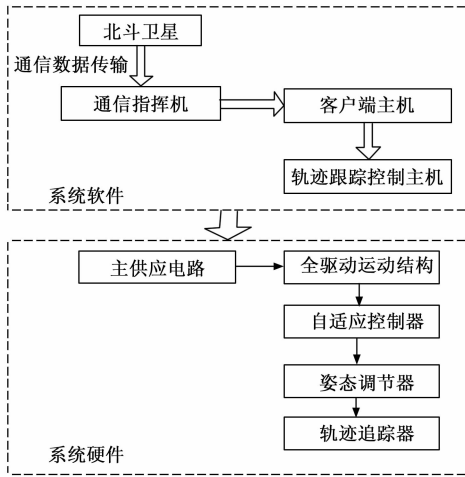 北斗卫星
通信数据传输
通信指挥机
客户端主机
轨迹跟踪控制主机
系统软件
主供应电路
全驱动运动结构
自适应控制器
姿态调节器
轨迹追踪器
系统硬件